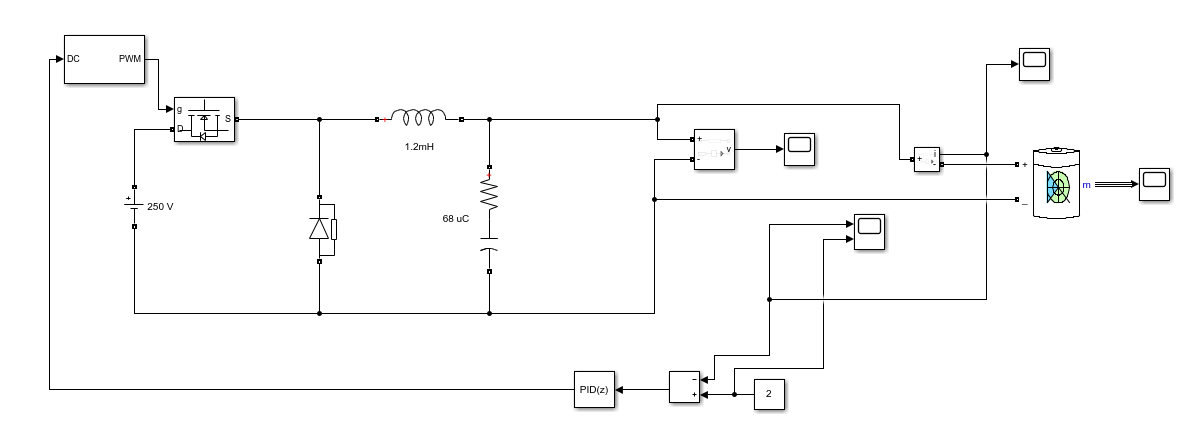 DC PWM
g
D S
+
1.2mH
+
250 V
68 uC
+
-
v
+
i
-
+
_
m
PID(z)
-
+
2